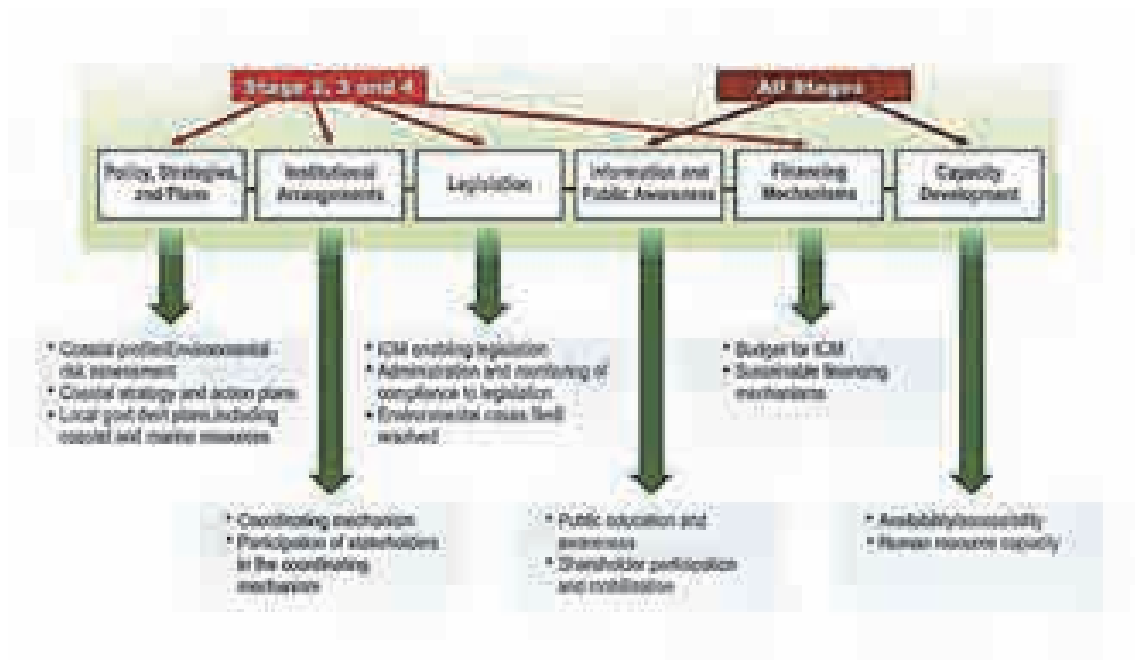 Stage 2, 3 and 4
All Stages
Policy, Strategies,
and Plans
Institutional
Arrangements
Legislation
Information and
Public Awareness
Financing
Mechanisms
Capacity
Development
• Coastal profile/Environmental
risk assessment
• Coastal strategy and action plans
• Local govt devt plans including
coastal and marine resources
• ICM enabling legislation
• Administration and monitoring of
compliance to legislation
• Environmental cases filed/
resolved
• Budget for ICM
• Sustainable financing
mechanisms
• Coordinating mechanism
• Participation of stakeholders
in the coordinating
mechanism
• Public education and
awareness
• Shareholder participation
and mobilization
• Availability/accessibility
• Human resource capacity